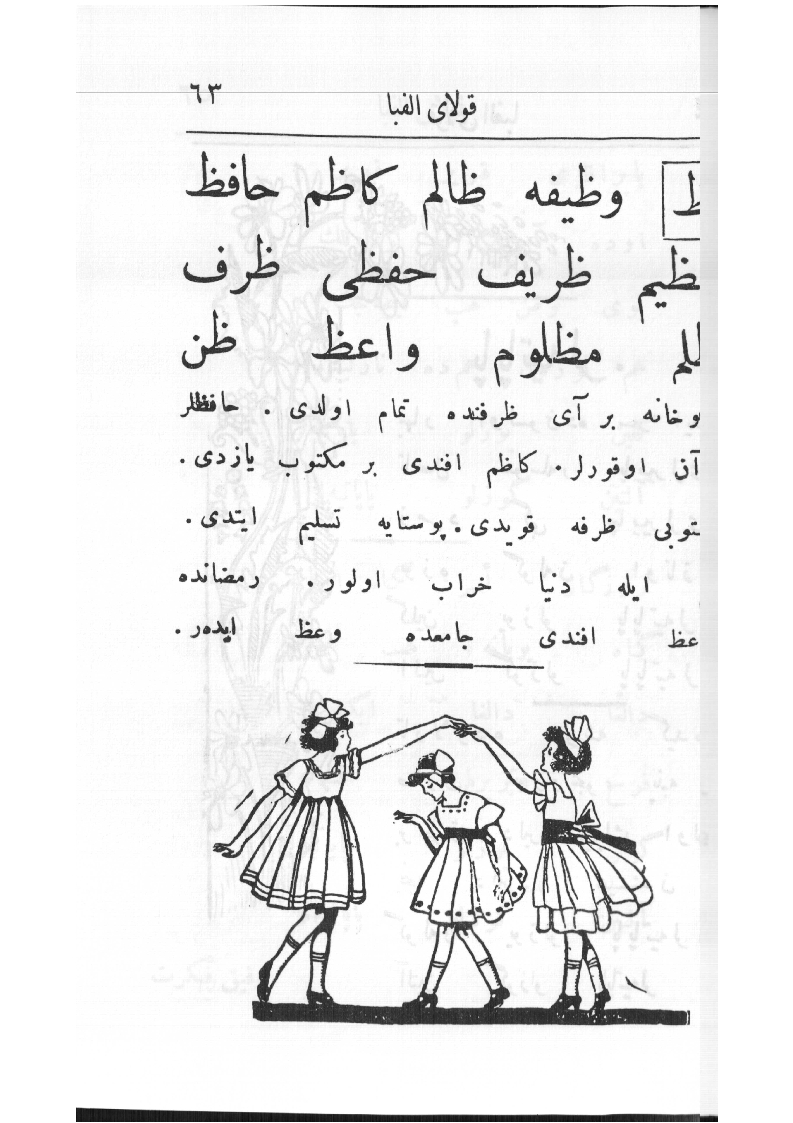 ٦٣
قولای الفبا
ظ وظیفه ظالم کاظم حافظ
ظیم ظریف حفظی ظرف
لم مظلوم واعظ ظن
وخانه بر آی ظرفنده تمام اولدی . حافظلر
آن اوقورلر . کاظم افندی بر مکتوب یازدی .
توبی ظرفه قویدی . پوستایه تسلیم ایتدی .
ایله دنیا خراب اولور . رمضانده
عظ افندی جامعده وعظ ایدهر .